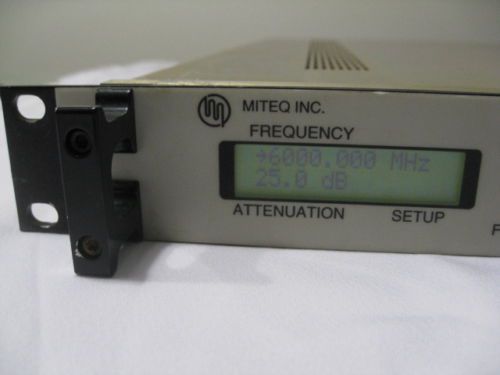 MITEQ INC.
FREQUENCY
→6000.000 MHz
25.0 dB
ATTENUATION SETUP
F